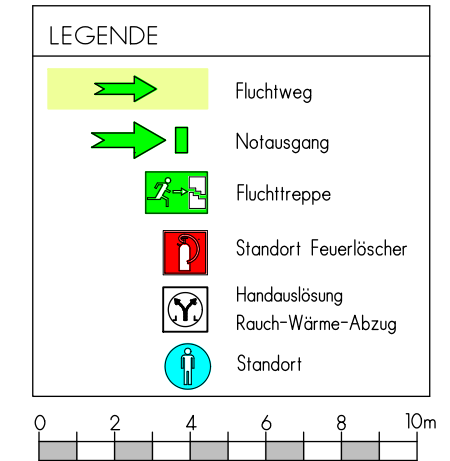 LEGENDE
Fluchtweg
Notausgang
Fluchttreppe
Standort Feuerlöscher
Handauslösung
Rauch-Wärme-Abzug
Standort
0 2 4 6 8 10m